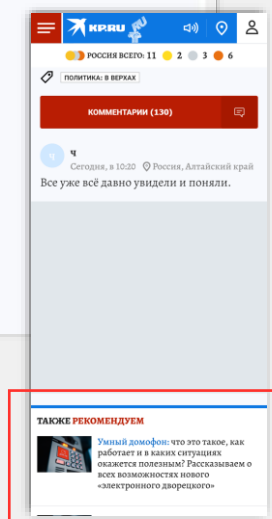 KP.RU
РОССИЯ ВСЕГО: 11 2 3 6
ПОЛИТИКА: В ВЕРХАХ
КОММЕНТАРИИ (130)
ч
ч
Сегодня, в 10:20 Россия, Алтайский край
Все уже всё давно увидели и поняли.
ТАКЖЕ РЕКОМЕНДУЕМ
Умный домофон: что это такое, как
работает и в каких ситуациях
окажется полезным? Рассказываем о
всех возможностях нового
«электронного дворецкого»